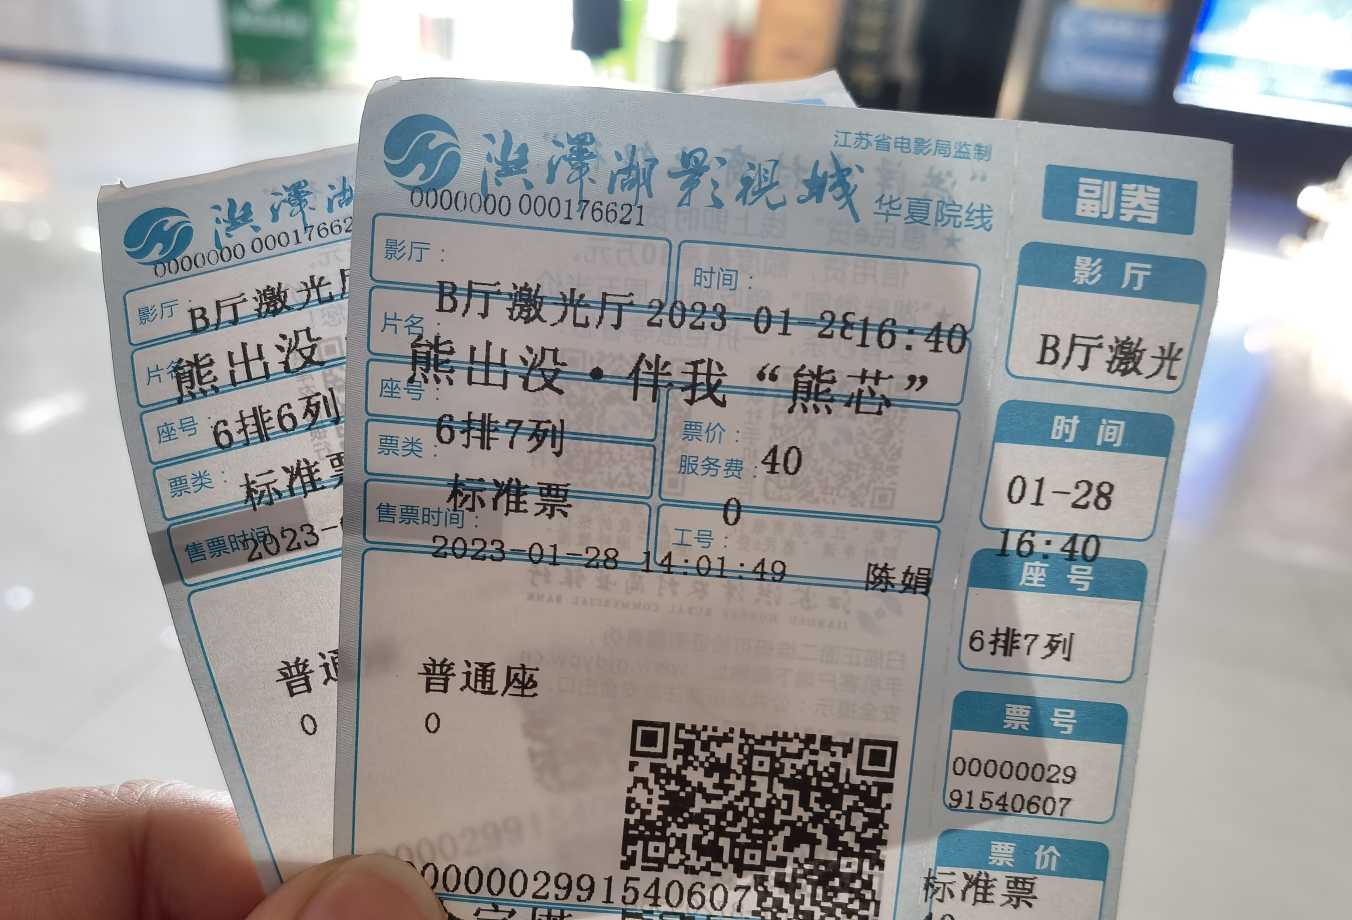 洪泽湖
0000000 00017662
影厅：
B厅激光
片名
熊出没
座号：
6排6列
票类：
标准票
售票时间：
2023-
普通
0
江苏省电影局监制
洪泽湖影视城
华夏院线
0000000 000176621
影厅：
时间：
B厅激光厅 2023-01-28 16:40
片名：
熊出没·伴我“熊芯”
座号：
6排7列
票价：
40
服务费：
0
票类：
标准票
售票时间：
2023-01-28 14:01:49
工号：
陈娟
普通座
0
0000002991540607
副券
影厅
B厅激光
时间
01-28
16:40
座号
6排7列
票号
00000029
91540607
票价
标准票